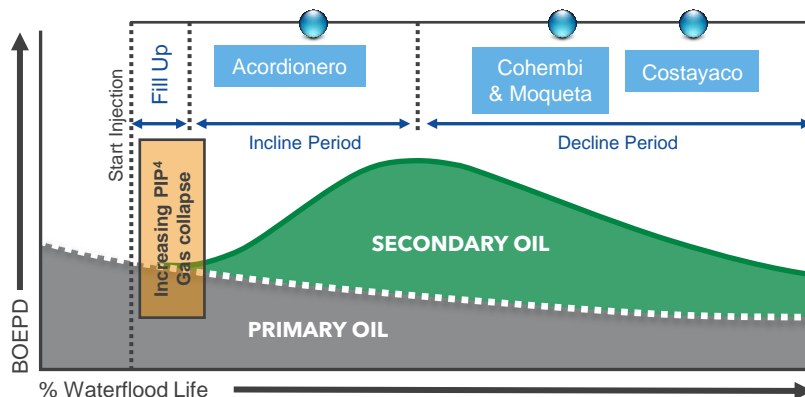 Start Injection
Fill Up
Acordionero
Cohembi
& Moqueta
Costayaco
Incline Period
Decline Period
Increasing PIP⁴
Gas collapse
SECONDARY OIL
PRIMARY OIL
BOEPD
% Waterflood Life